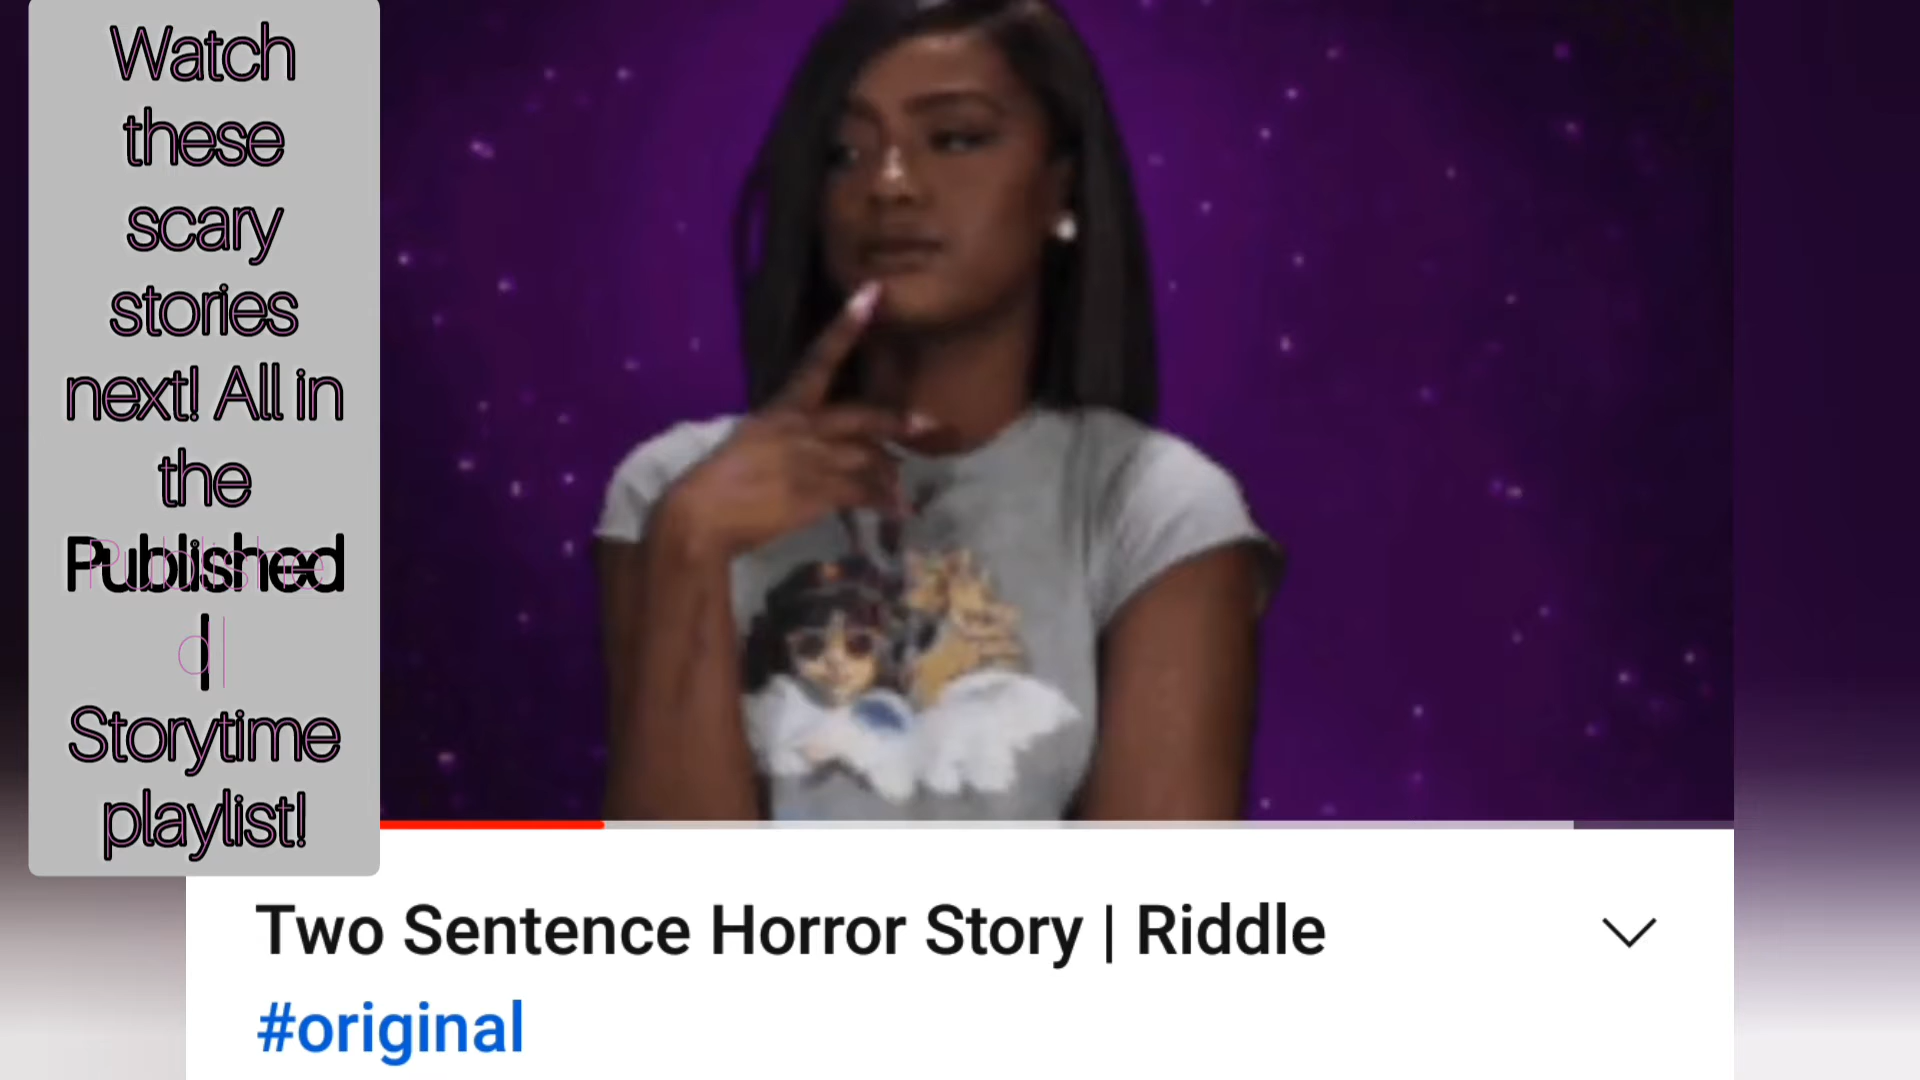 Watch
these
scary
stories
next! All in
the
Published
|
Storytime
playlist!
Two Sentence Horror Story | Riddle
#original